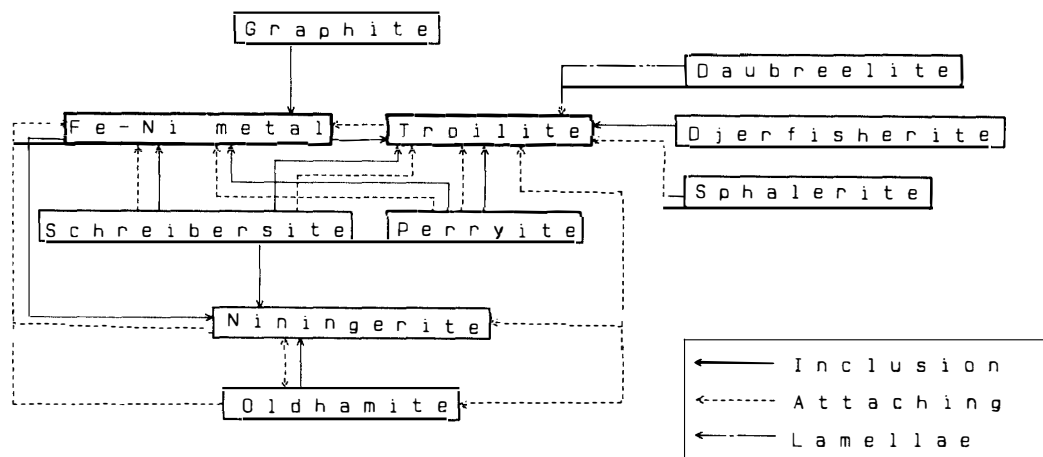 Graphite
Daubreelite
Fe-Ni metal
Troilite
Djerfisherite
Sphalerite
Schreibersite
Perryite
Niningerite
Oldhamite
Inclusion
Attaching
Lamellae